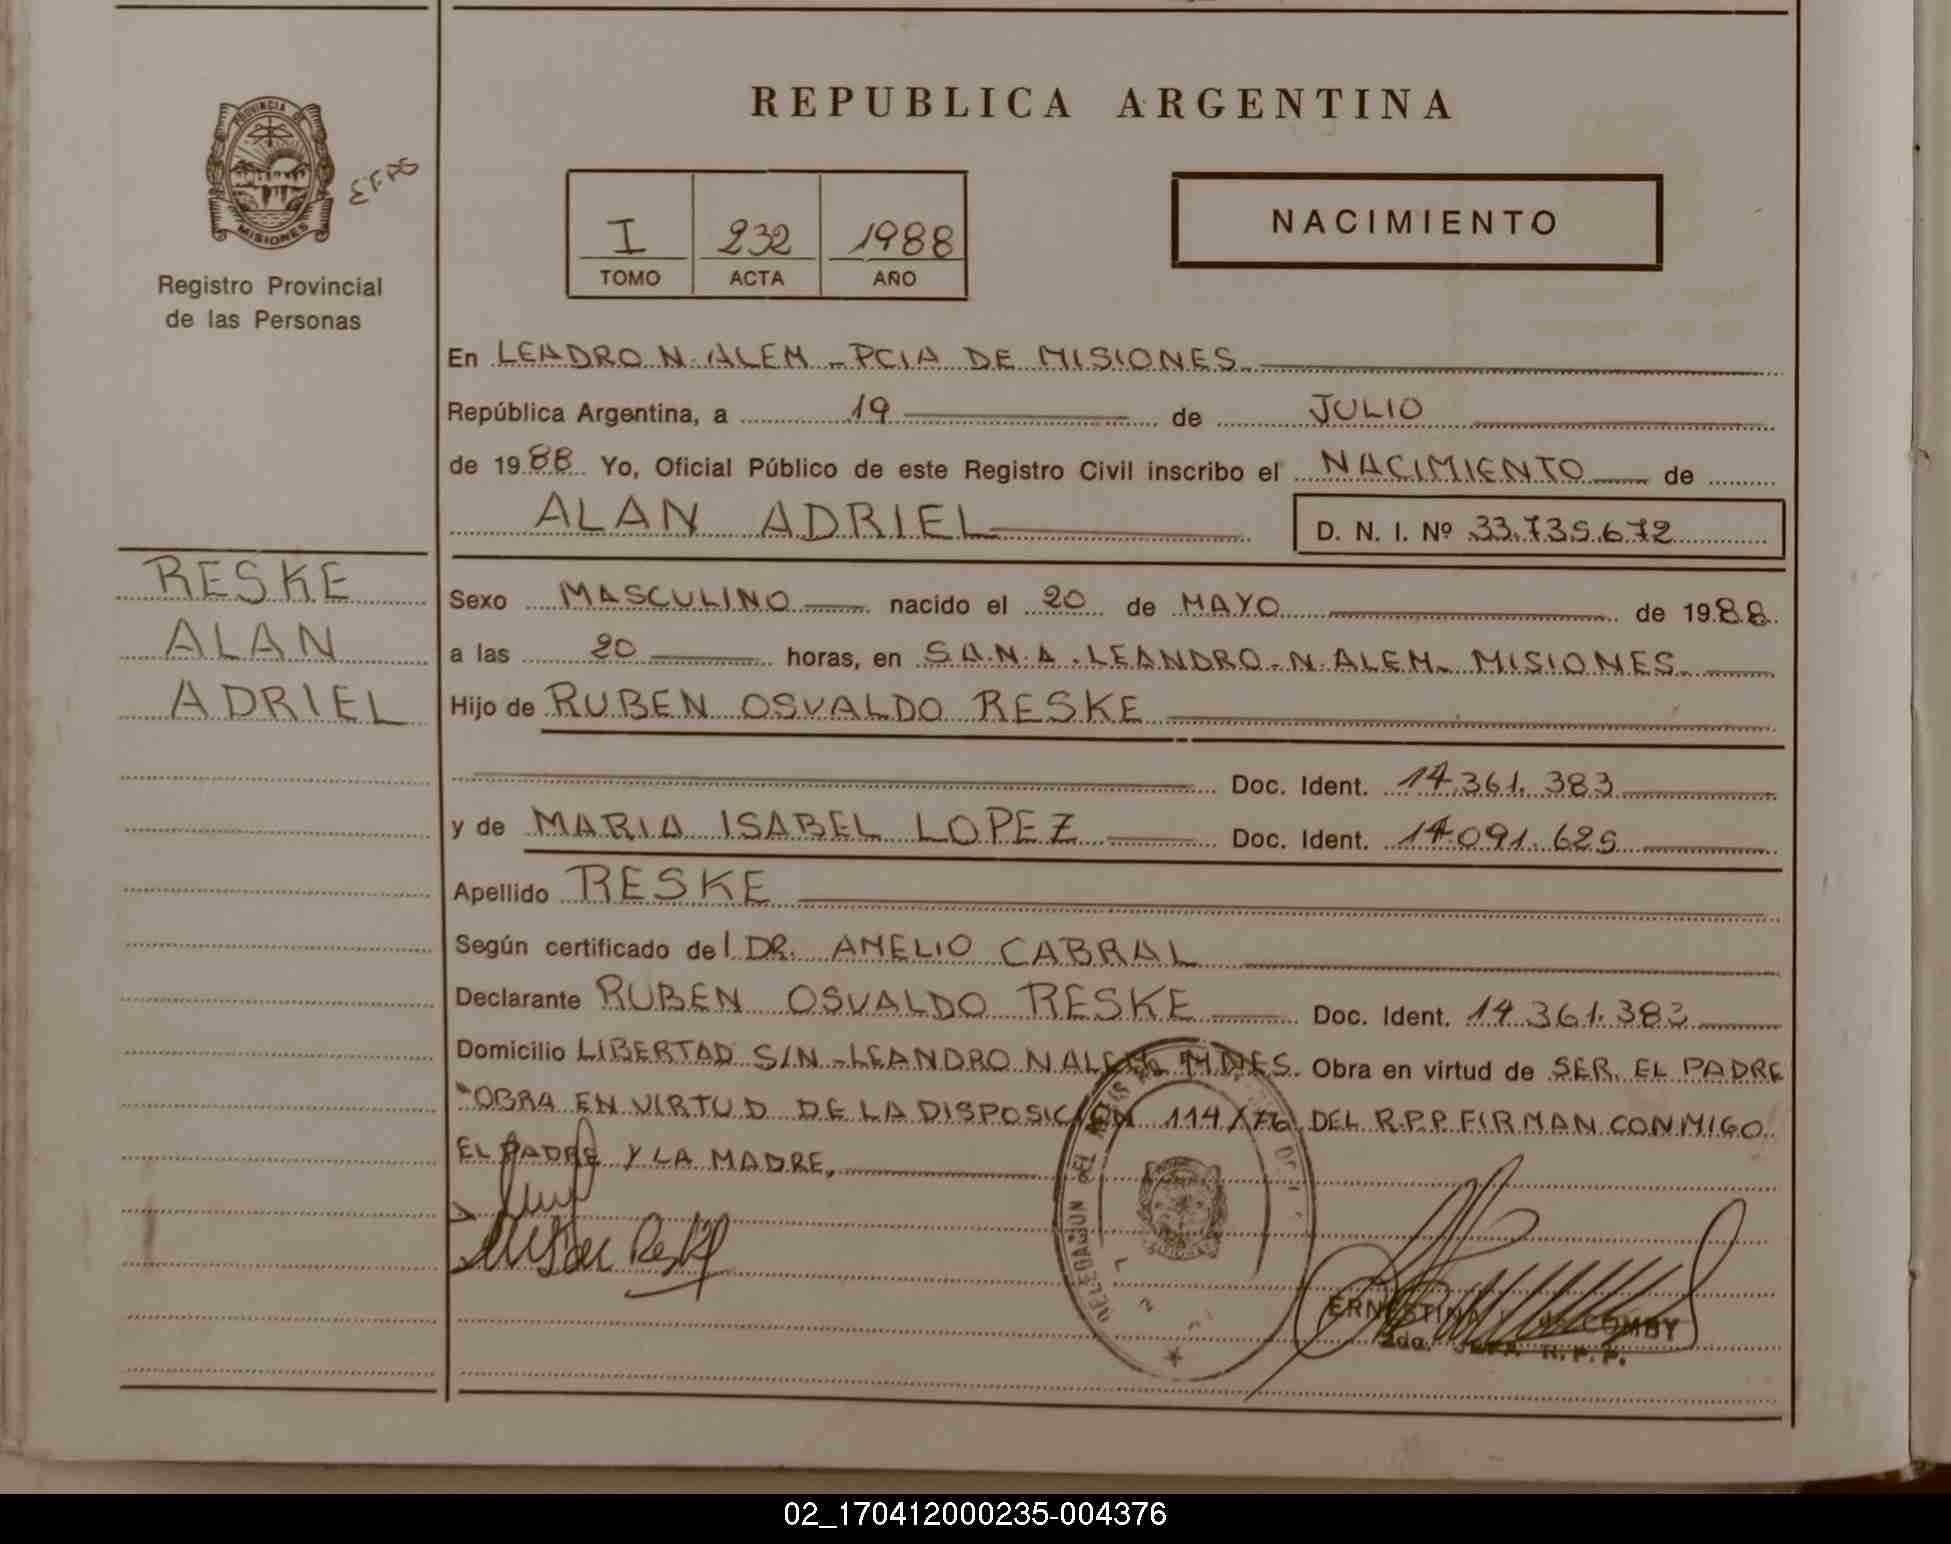 REPUBLICA ARGENTINA
PROVINCIA DE
MISIONES
Registro Provincial
de las Personas
I 232 1988
TOMO ACTA AÑO
NACIMIENTO
En LEADRO N. ALEM - PCIA DE MISIONES
República Argentina, a 19 de JULIO
de 1988 Yo, Oficial Público de este Registro Civil inscribo el NACIMIENTO de
ALAN ADRIEL D. N. I. Nº 33.735.672
RESKE
ALAN
ADRIEL
Sexo MASCULINO nacido el 20 de MAYO de 1988.
a las 20 horas, en S.A.N.A. LEANDRO-N. ALEM- MISIONES
Hijo de RUBEN OSVALDO RESKE
Doc. Ident. 14.361.383
y de MARIA ISABEL LOPEZ Doc. Ident. 14.091.625
Apellido RESKE
Según certificado del DR. AMELIO CABRAL
Declarante RUBEN OSVALDO RESKE Doc. Ident. 14.361.383
Domicilio LIBERTAD S/N - LEANDRO N ALEM MNES. Obra en virtud de SER EL PADRE
"OBRA EN VIRTUD DE LA DISPOSICION 114/76 DEL R.P.P FIRMAN CONMIGO
EL PADRE Y LA MADRE,
Reske
ERNESTINA
2da. JEFA R. P. P.
02_170412000235-004376